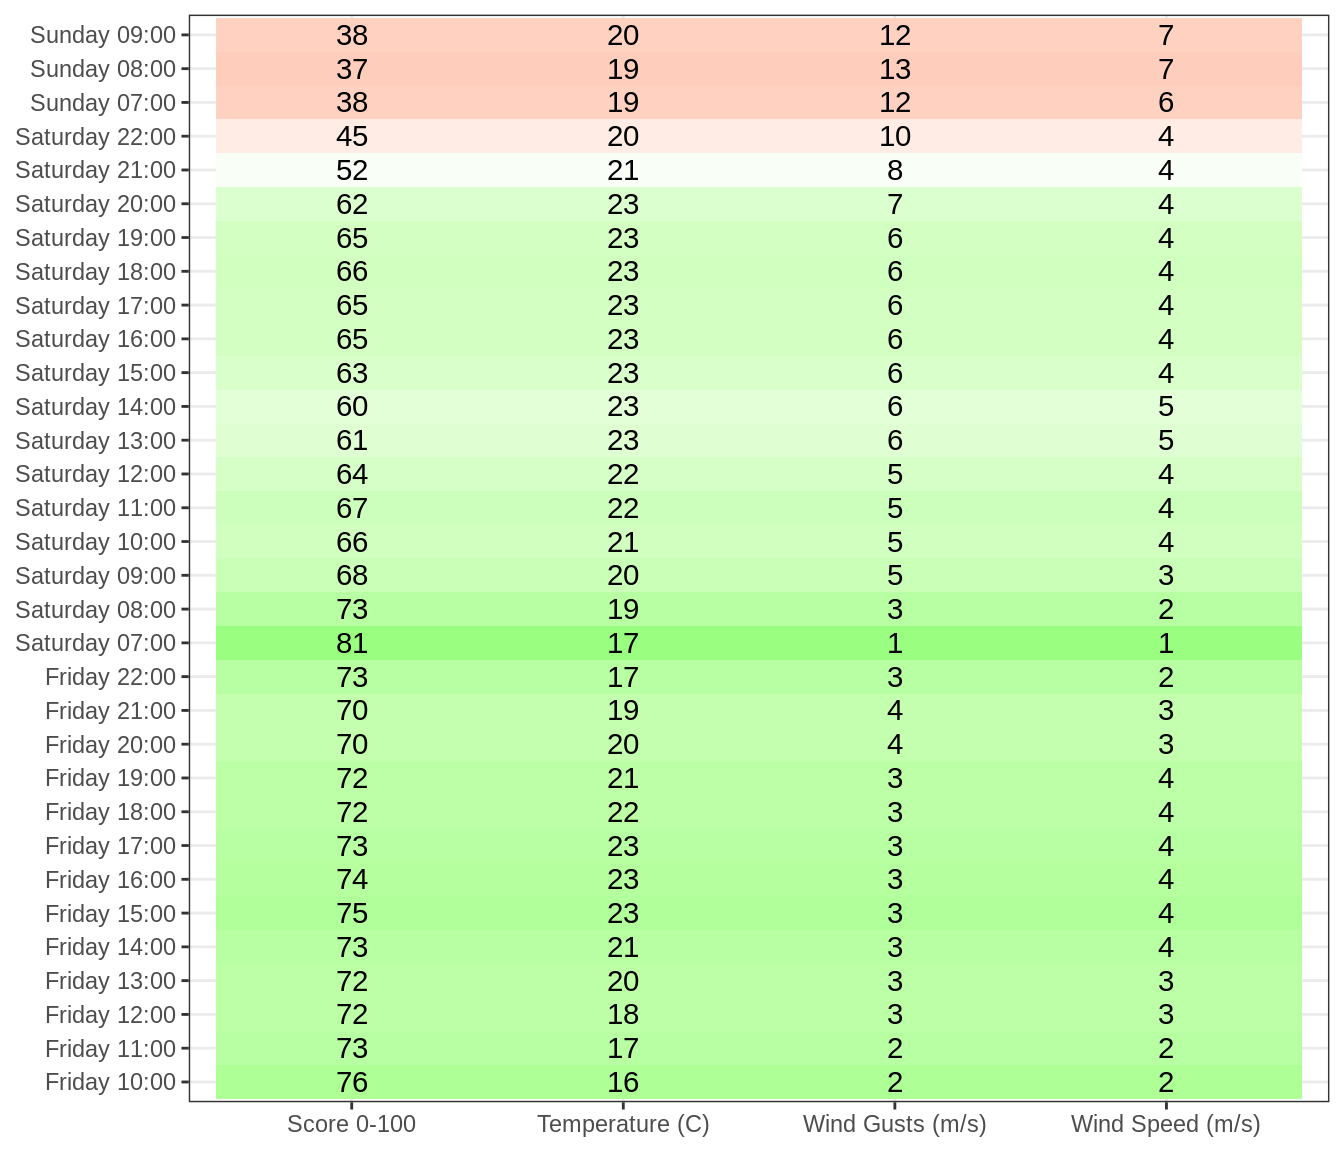 Sunday 09:00 38 20 12 7
Sunday 08:00 37 19 13 7
Sunday 07:00 38 19 12 6
Saturday 22:00 45 20 10 4
Saturday 21:00 52 21 8 4
Saturday 20:00 62 23 7 4
Saturday 19:00 65 23 6 4
Saturday 18:00 66 23 6 4
Saturday 17:00 65 23 6 4
Saturday 16:00 65 23 6 4
Saturday 15:00 63 23 6 4
Saturday 14:00 60 23 6 5
Saturday 13:00 61 23 6 5
Saturday 12:00 64 22 5 4
Saturday 11:00 67 22 5 4
Saturday 10:00 66 21 5 4
Saturday 09:00 68 20 5 3
Saturday 08:00 73 19 3 2
Saturday 07:00 81 17 1 1
Friday 22:00 73 17 3 2
Friday 21:00 70 19 4 3
Friday 20:00 70 20 4 3
Friday 19:00 72 21 3 4
Friday 18:00 72 22 3 4
Friday 17:00 73 23 3 4
Friday 16:00 74 23 3 4
Friday 15:00 75 23 3 4
Friday 14:00 73 21 3 4
Friday 13:00 72 20 3 3
Friday 12:00 72 18 3 3
Friday 11:00 73 17 2 2
Friday 10:00 76 16 2 2
Score 0-100 Temperature (C) Wind Gusts (m/s) Wind Speed (m/s)